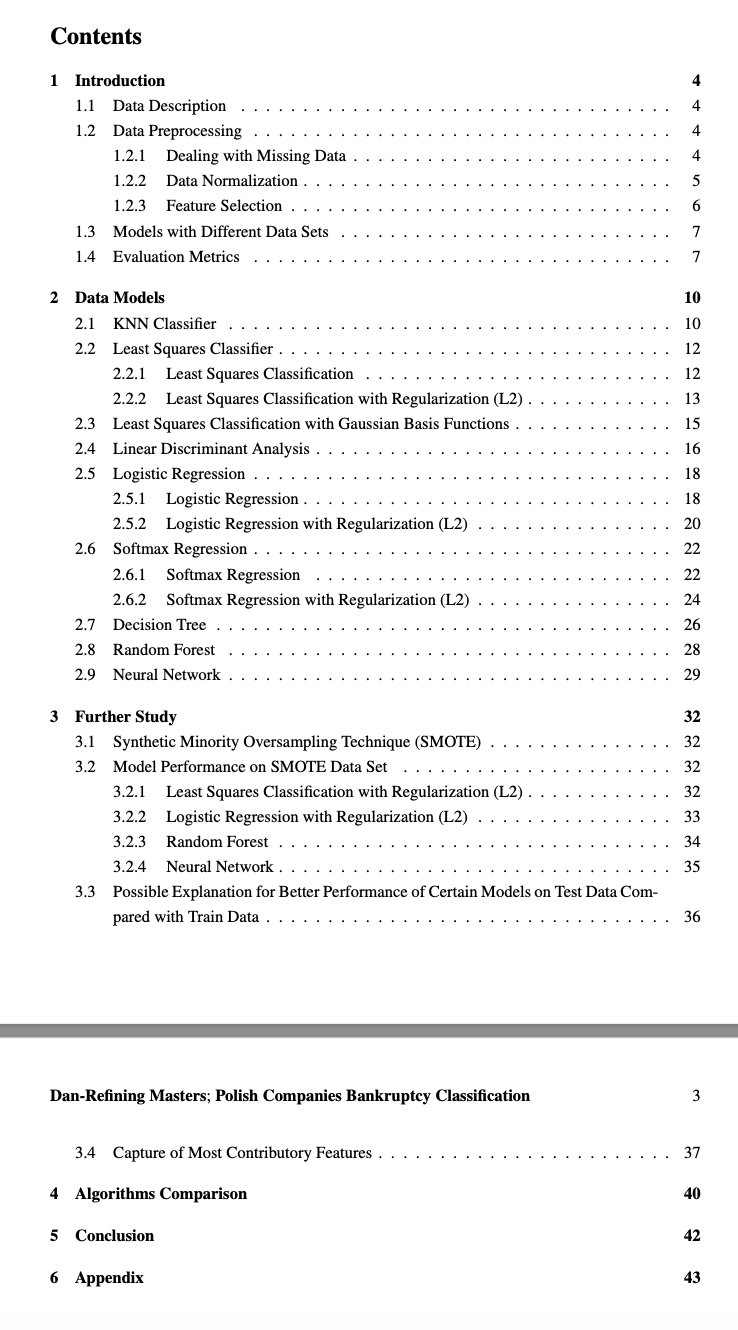 Contents
1 Introduction 4
1.1 Data Description . . . . . . . . . . . . . . . . . . . . . . . . . . . . . . . . . . . 4
1.2 Data Preprocessing . . . . . . . . . . . . . . . . . . . . . . . . . . . . . . . . . . 4
1.2.1 Dealing with Missing Data . . . . . . . . . . . . . . . . . . . . . . . . . . 4
1.2.2 Data Normalization . . . . . . . . . . . . . . . . . . . . . . . . . . . . . . 5
1.2.3 Feature Selection . . . . . . . . . . . . . . . . . . . . . . . . . . . . . . . 6
1.3 Models with Different Data Sets . . . . . . . . . . . . . . . . . . . . . . . . . . . 7
1.4 Evaluation Metrics . . . . . . . . . . . . . . . . . . . . . . . . . . . . . . . . . . 7
2 Data Models 10
2.1 KNN Classifier . . . . . . . . . . . . . . . . . . . . . . . . . . . . . . . . . . . . 10
2.2 Least Squares Classifier . . . . . . . . . . . . . . . . . . . . . . . . . . . . . . . . 12
2.2.1 Least Squares Classification . . . . . . . . . . . . . . . . . . . . . . . . . 12
2.2.2 Least Squares Classification with Regularization (L2) . . . . . . . . . . . . 13
2.3 Least Squares Classification with Gaussian Basis Functions . . . . . . . . . . . . . 15
2.4 Linear Discriminant Analysis . . . . . . . . . . . . . . . . . . . . . . . . . . . . . 16
2.5 Logistic Regression . . . . . . . . . . . . . . . . . . . . . . . . . . . . . . . . . . 18
2.5.1 Logistic Regression . . . . . . . . . . . . . . . . . . . . . . . . . . . . . . 18
2.5.2 Logistic Regression with Regularization (L2) . . . . . . . . . . . . . . . . 20
2.6 Softmax Regression . . . . . . . . . . . . . . . . . . . . . . . . . . . . . . . . . . 22
2.6.1 Softmax Regression . . . . . . . . . . . . . . . . . . . . . . . . . . . . . 22
2.6.2 Softmax Regression with Regularization (L2) . . . . . . . . . . . . . . . . 24
2.7 Decision Tree . . . . . . . . . . . . . . . . . . . . . . . . . . . . . . . . . . . . . 26
2.8 Random Forest . . . . . . . . . . . . . . . . . . . . . . . . . . . . . . . . . . . . 28
2.9 Neural Network . . . . . . . . . . . . . . . . . . . . . . . . . . . . . . . . . . . . 29
3 Further Study 32
3.1 Synthetic Minority Oversampling Technique (SMOTE) . . . . . . . . . . . . . . . 32
3.2 Model Performance on SMOTE Data Set . . . . . . . . . . . . . . . . . . . . . . 32
3.2.1 Least Squares Classification with Regularization (L2) . . . . . . . . . . . . 32
3.2.2 Logistic Regression with Regularization (L2) . . . . . . . . . . . . . . . . 33
3.2.3 Random Forest . . . . . . . . . . . . . . . . . . . . . . . . . . . . . . . . 34
3.2.4 Neural Network . . . . . . . . . . . . . . . . . . . . . . . . . . . . . . . . 35
3.3 Possible Explanation for Better Performance of Certain Models on Test Data Com-
pared with Train Data . . . . . . . . . . . . . . . . . . . . . . . . . . . . . . . . . 36
Dan-Refining Masters; Polish Companies Bankruptcy Classification 3
3.4 Capture of Most Contributory Features . . . . . . . . . . . . . . . . . . . . . . . . 37
4 Algorithms Comparison 40
5 Conclusion 42
6 Appendix 43